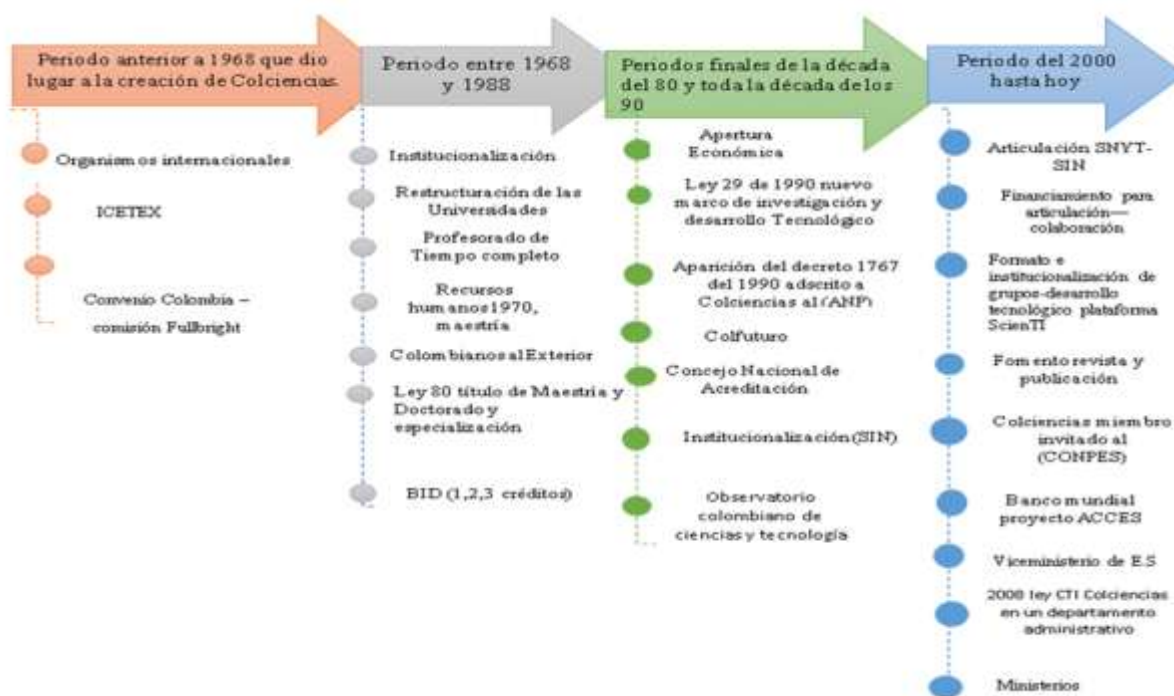 Periodo anterior a 1968 que dio
lugar a la creación de Colciencias.
Organismos internacionales
ICETEX
Convenio Colombia –
comisión Fullbright
Periodo entre 1968
y 1988
Institucionalización
Restructuración de las
Universidades
Profesorado de
Tiempo completo
Recursos
humanos 1970,
maestría
Colombianos al Exterior
Ley 80 título de Maestría y
Doctorado y
especialización
BID (1,2,3 créditos)
Periodos finales de la década
del 80 y toda la década de los
90
Apertura
Económica
Ley 29 de 1990 nuevo
marco de investigación y
desarrollo Tecnológico
Aparición del decreto 1767
del 1990 adscrito a
Colciencias al (ANP)
Colfuturo
Concejo Nacional de
Acreditación
Institucionalización (SIN)
Observatorio
colombiano de
ciencias y tecnología
Periodo del 2000
hasta hoy
Articulación SNYT-
SIN
Financiamiento para
articulación—
colaboración
Formato e
institucionalización de
grupos-desarrollo
tecnológico plataforma
ScienTI
Fomento revista y
publicación
Colciencias miembro
invitado al
(CONPES)
Banco mundial
proyecto ACCES
Viceministerio de E.S
2008 ley CTI Colciencias
en un departamento
administrativo
Ministerios